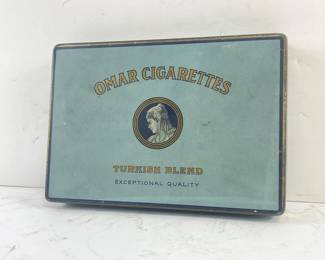 OMAR CIGARETTES
TURKISH BLEND
EXCEPTIONAL QUALITY